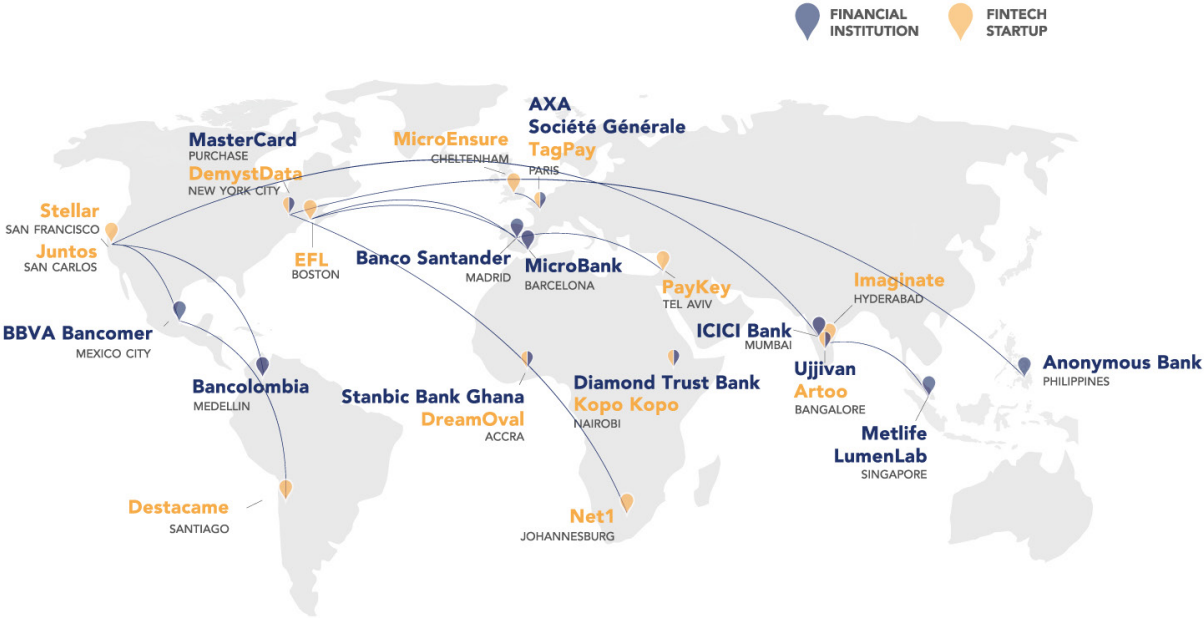 FINANCIAL
INSTITUTION
FINTECH
STARTUP
AXA
Société Générale
TagPay
PARIS
MasterCard
PURCHASE
DemystData
NEW YORK CITY
MicroEnsure
CHELTENHAM
Stellar
SAN FRANCISCO
Juntos
SAN CARLOS
EFL
BOSTON
Banco Santander
MADRID
MicroBank
BARCELONA
PayKey
TEL AVIV
Imaginate
HYDERABAD
BBVA Bancomer
MEXICO CITY
ICICI Bank
MUMBAI
Bancolombia
MEDELLIN
Stanbic Bank Ghana
DreamOval
ACCRA
Diamond Trust Bank
Kopo Kopo
NAIROBI
Ujjivan
Artoo
BANGALORE
Anonymous Bank
PHILIPPINES
Metlife
LumenLab
SINGAPORE
Destacame
SANTIAGO
Net1
JOHANNESBURG